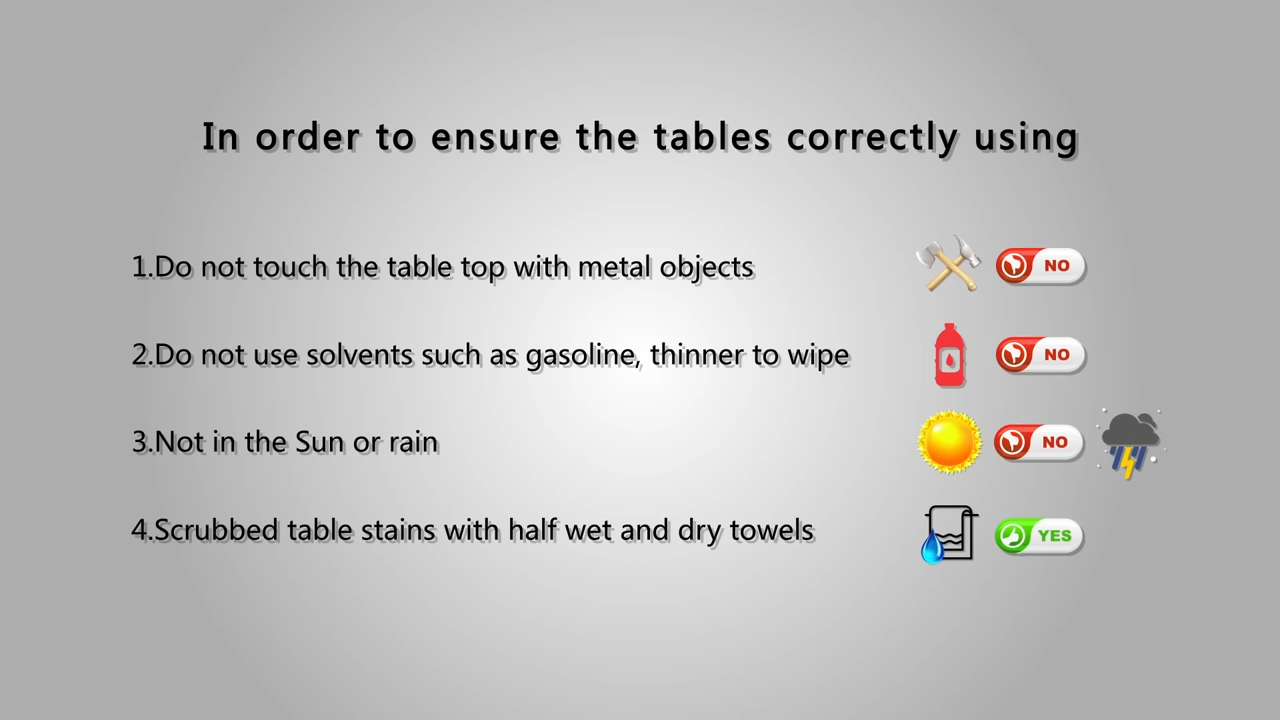 In order to ensure the tables correctly using
1.Do not touch the table top with metal objects
NO
2.Do not use solvents such as gasoline, thinner to wipe
NO
3.Not in the Sun or rain
NO
4.Scrubbed table stains with half wet and dry towels
YES